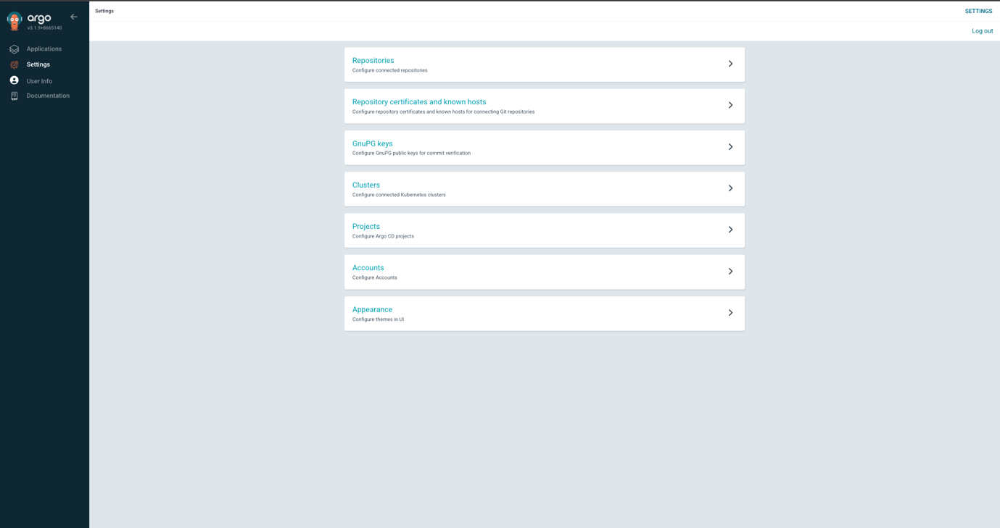 argo
v3.1.9+8665140
Applications
Settings
User Info
Documentation
Settings
SETTINGS
Log out
Repositories
Configure connected repositories
Repository certificates and known hosts
Configure repository certificates and known hosts for connecting Git repositories
GnuPG keys
Configure GnuPG public keys for commit verification
Clusters
Configure connected Kubernetes clusters
Projects
Configure Argo CD projects
Accounts
Configure Accounts
Appearance
Configure themes in UI